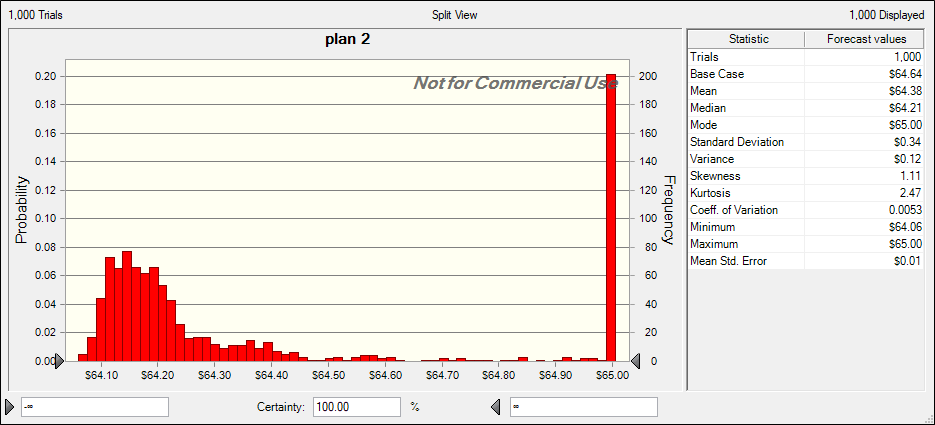 1,000 Trials
Split View
1,000 Displayed
plan 2
Not for Commercial Use
Probability
0.20
0.18
0.16
0.14
0.12
0.10
0.08
0.06
0.04
0.02
0.00
200
180
160
140
120
100
80
60
40
20
0
Frequency
$64.10 $64.20 $64.30 $64.40 $64.50 $64.60 $64.70 $64.80 $64.90 $65.00
Statistic Forecast values
Trials 1,000
Base Case $64.64
Mean $64.38
Median $64.21
Mode $65.00
Standard Deviation $0.34
Variance $0.12
Skewness 1.11
Kurtosis 2.47
Coeff. of Variation 0.0053
Minimum $64.06
Maximum $65.00
Mean Std. Error $0.01
-∞ Certainty: 100.00 % ∞